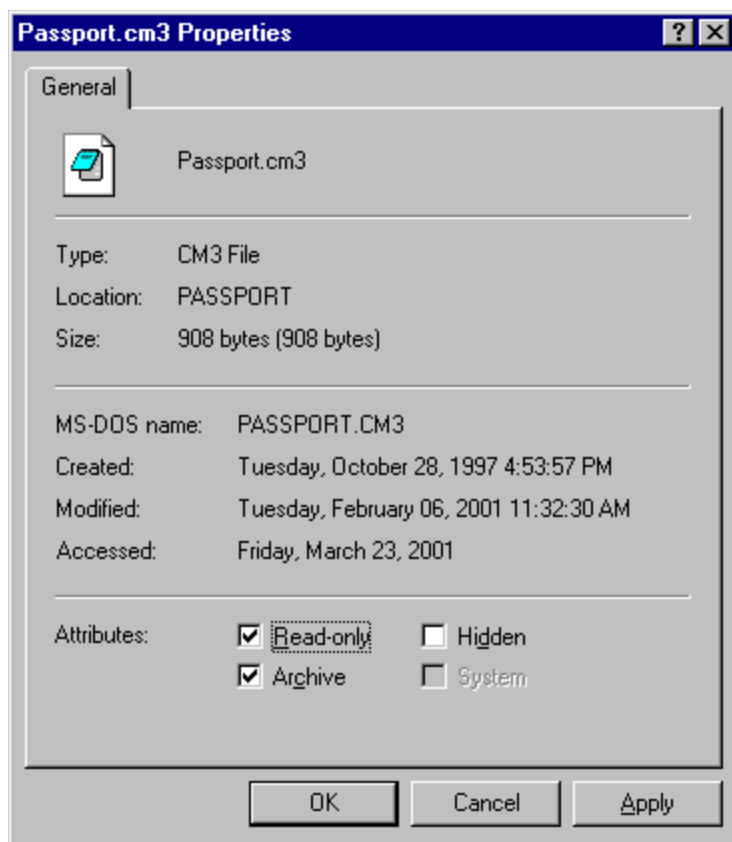 Passport.cm3 Properties
General
Passport.cm3
Type: CM3 File
Location: PASSPORT
Size: 908 bytes (908 bytes)
MS-DOS name: PASSPORT.CM3
Created: Tuesday, October 28, 1997 4:53:57 PM
Modified: Tuesday, February 06, 2001 11:32:30 AM
Accessed: Friday, March 23, 2001
Attributes: Read-only Hidden
Archive System
OK Cancel Apply